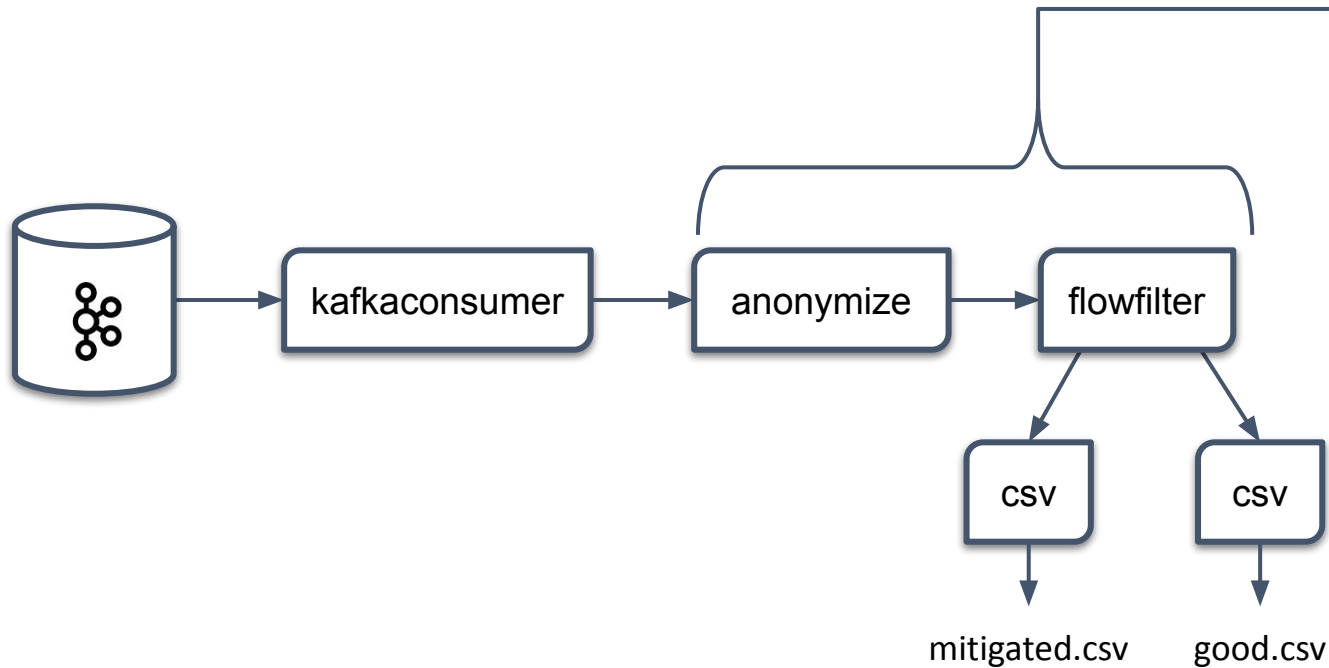 kafkaconsumer
anonymize
flowfilter
csv
csv
mitigated.csv
good.csv